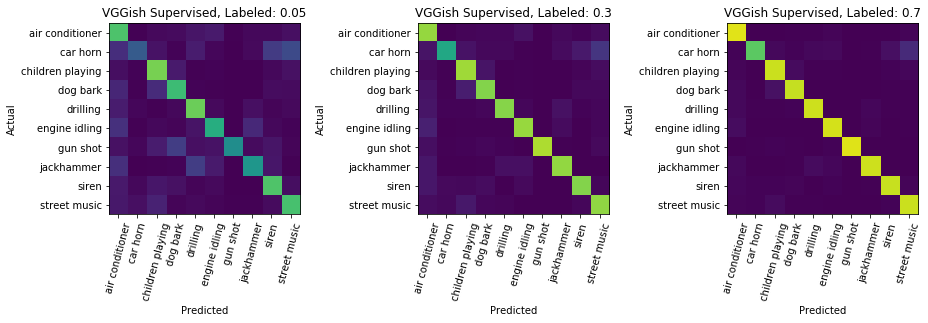 VGGish Supervised, Labeled: 0.05
air conditioner
car horn
children playing
dog bark
drilling
engine idling
gun shot
jackhammer
siren
street music
Actual
air conditioner
car horn
children playing
dog bark
drilling
engine idling
gun shot
jackhammer
siren
street music
Predicted
VGGish Supervised, Labeled: 0.3
air conditioner
car horn
children playing
dog bark
drilling
engine idling
gun shot
jackhammer
siren
street music
Actual
air conditioner
car horn
children playing
dog bark
drilling
engine idling
gun shot
jackhammer
siren
street music
Predicted
VGGish Supervised, Labeled: 0.7
air conditioner
car horn
children playing
dog bark
drilling
engine idling
gun shot
jackhammer
siren
street music
Actual
air conditioner
car horn
children playing
dog bark
drilling
engine idling
gun shot
jackhammer
siren
street music
Predicted